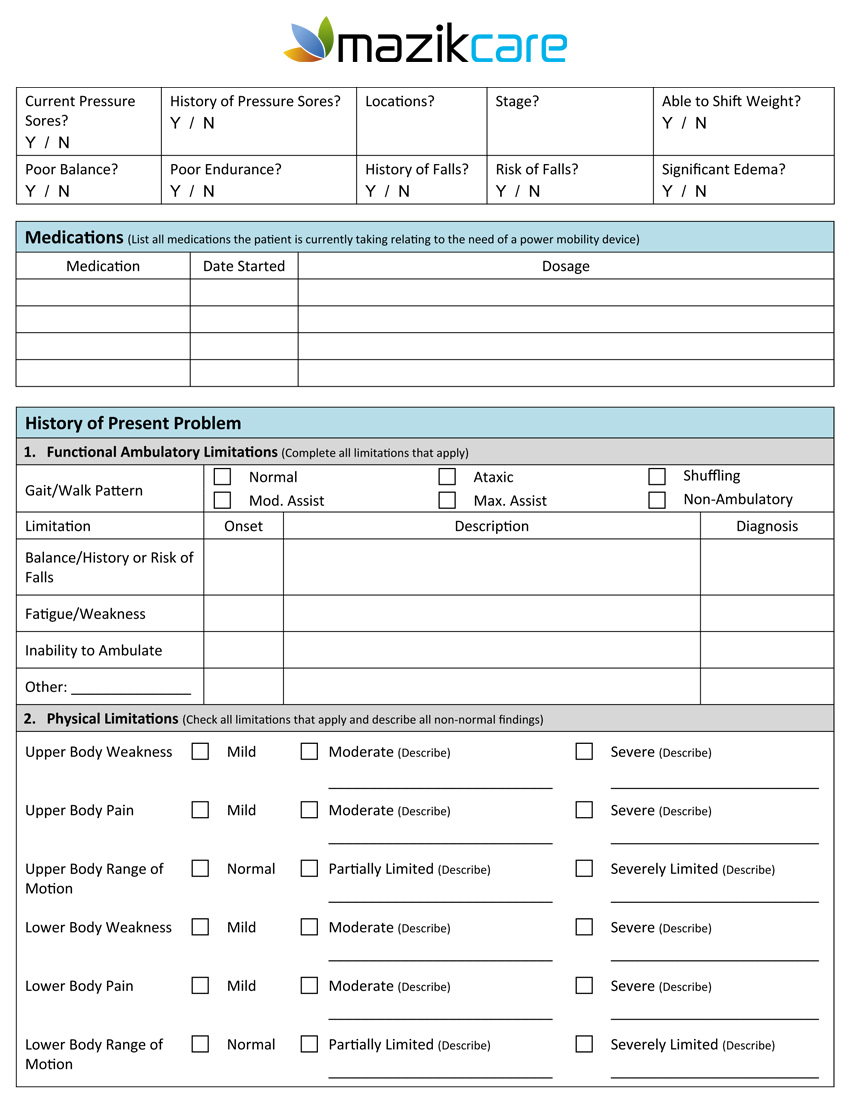 mazikcare
Current Pressure Sores? Y / N
History of Pressure Sores? Y / N
Locations?
Stage?
Able to Shift Weight? Y / N
Poor Balance? Y / N
Poor Endurance? Y / N
History of Falls? Y / N
Risk of Falls? Y / N
Significant Edema? Y / N
Medications (List all medications the patient is currently taking relating to the need of a power mobility device)
Medication Date Started Dosage
History of Present Problem
1. Functional Ambulatory Limitations (Complete all limitations that apply)
Gait/Walk Pattern
Normal Ataxic Shuffling
Mod. Assist Max. Assist Non-Ambulatory
Limitation Onset Description Diagnosis
Balance/History or Risk of
Falls
Fatigue/Weakness
Inability to Ambulate
Other:
2. Physical Limitations (Check all limitations that apply and describe all non-normal findings)
Upper Body Weakness Mild Moderate (Describe) Severe (Describe)
Upper Body Pain Mild Moderate (Describe) Severe (Describe)
Upper Body Range of Motion Normal Partially Limited (Describe) Severely Limited (Describe)
Lower Body Weakness Mild Moderate (Describe) Severe (Describe)
Lower Body Pain Mild Moderate (Describe) Severe (Describe)
Lower Body Range of Motion Normal Partially Limited (Describe) Severely Limited (Describe)